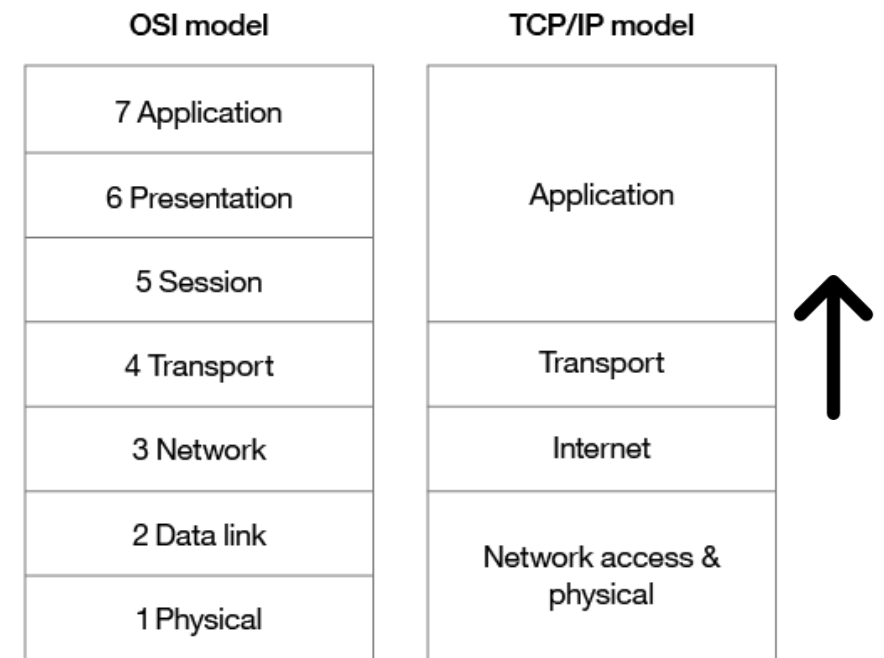 OSI model
TCP/IP model
7 Application
6 Presentation
5 Session
4 Transport
3 Network
2 Data link
1 Physical
Application
Transport
Internet
Network access &
physical